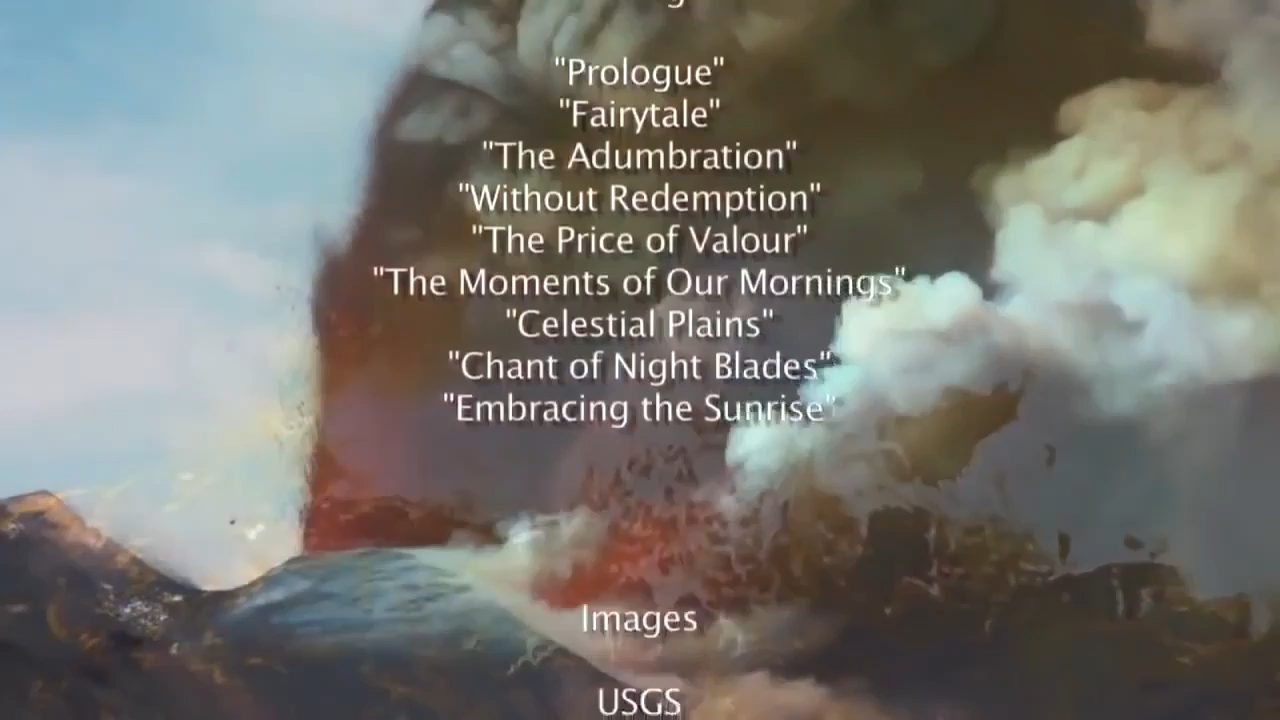 "Prologue"
"Fairytale"
"The Adumbration"
"Without Redemption"
"The Price of Valour"
"The Moments of Our Mornings"
"Celestial Plains"
"Chant of Night Blades"
"Embracing the Sunrise"
Images
USGS